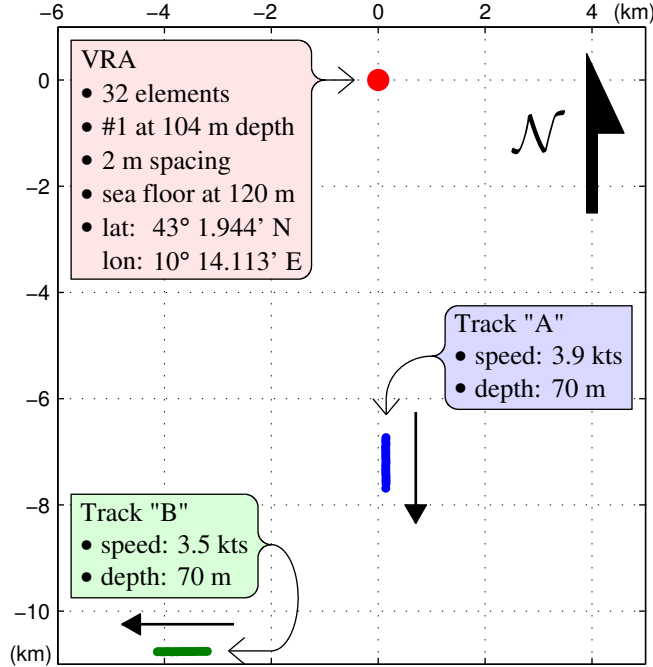 −6 −4 −2 0 2 (km) 4
0
−2
−4
−6
−8
−10
(km)
VRA
• 32 elements
• #1 at 104 m depth
• 2 m spacing
• sea floor at 120 m
• lat: 43° 1.944’ N
lon: 10° 14.113’ E
N
Track "A"
• speed: 3.9 kts
• depth: 70 m
Track "B"
• speed: 3.5 kts
• depth: 70 m